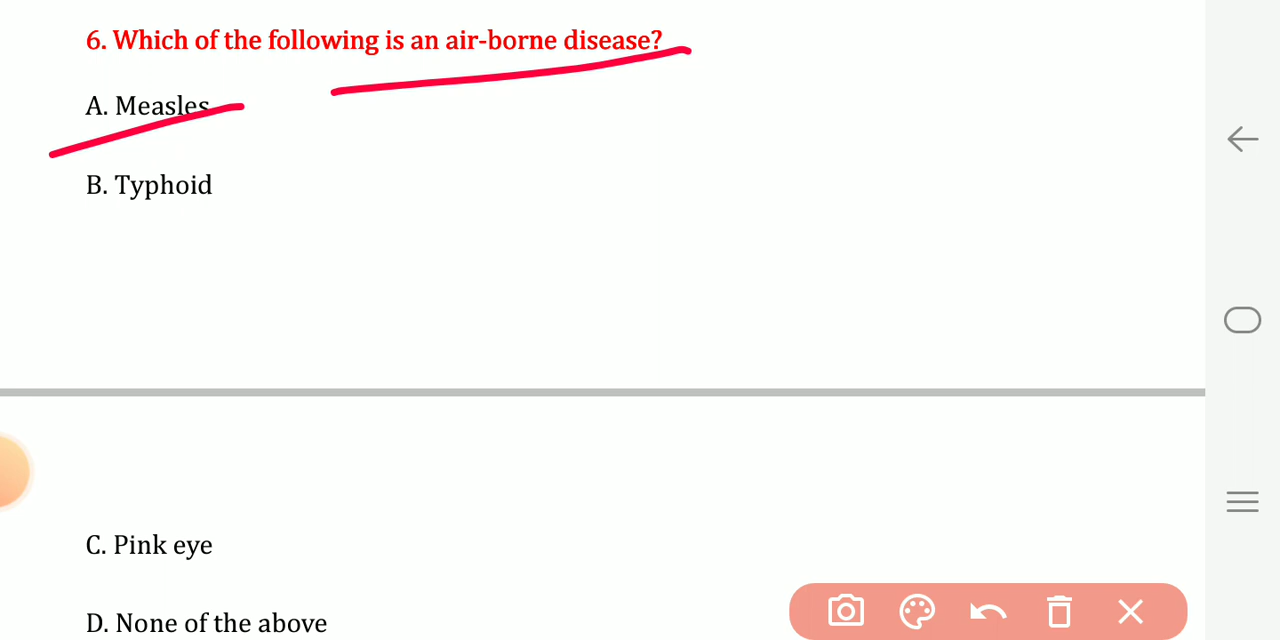 6. Which of the following is an air-borne disease?
A. Measles
B. Typhoid
C. Pink eye
D. None of the above